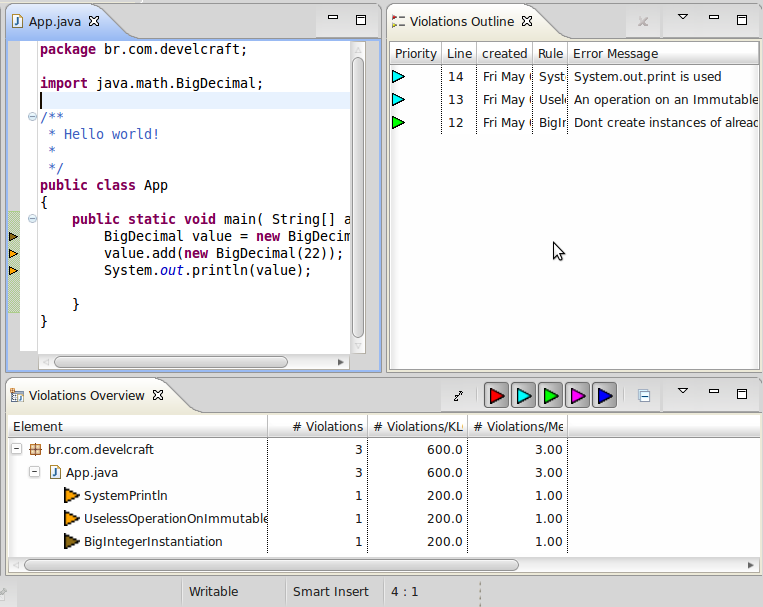 App.java
package br.com.develcraft;
import java.math.BigDecimal;
/**
* Hello world!
*
*/
public class App
{
public static void main( String[] a
BigDecimal value = new BigDecim
value.add(new BigDecimal(22));
System.out.println(value);
}
}
Violations Outline
Priority Line created Rule Error Message
14 Fri May Syst System.out.print is used
13 Fri May Usele An operation on an Immutable
12 Fri May BigIn Dont create instances of alread
Violations Overview
Element # Violations # Violations/KL # Violations/Me
br.com.develcraft 3 600.0 3.00
App.java 3 600.0 3.00
SystemPrintln 1 200.0 1.00
UselessOperationOnImmutable 1 200.0 1.00
BigIntegerInstantiation 1 200.0 1.00
Writable Smart Insert 4 : 1